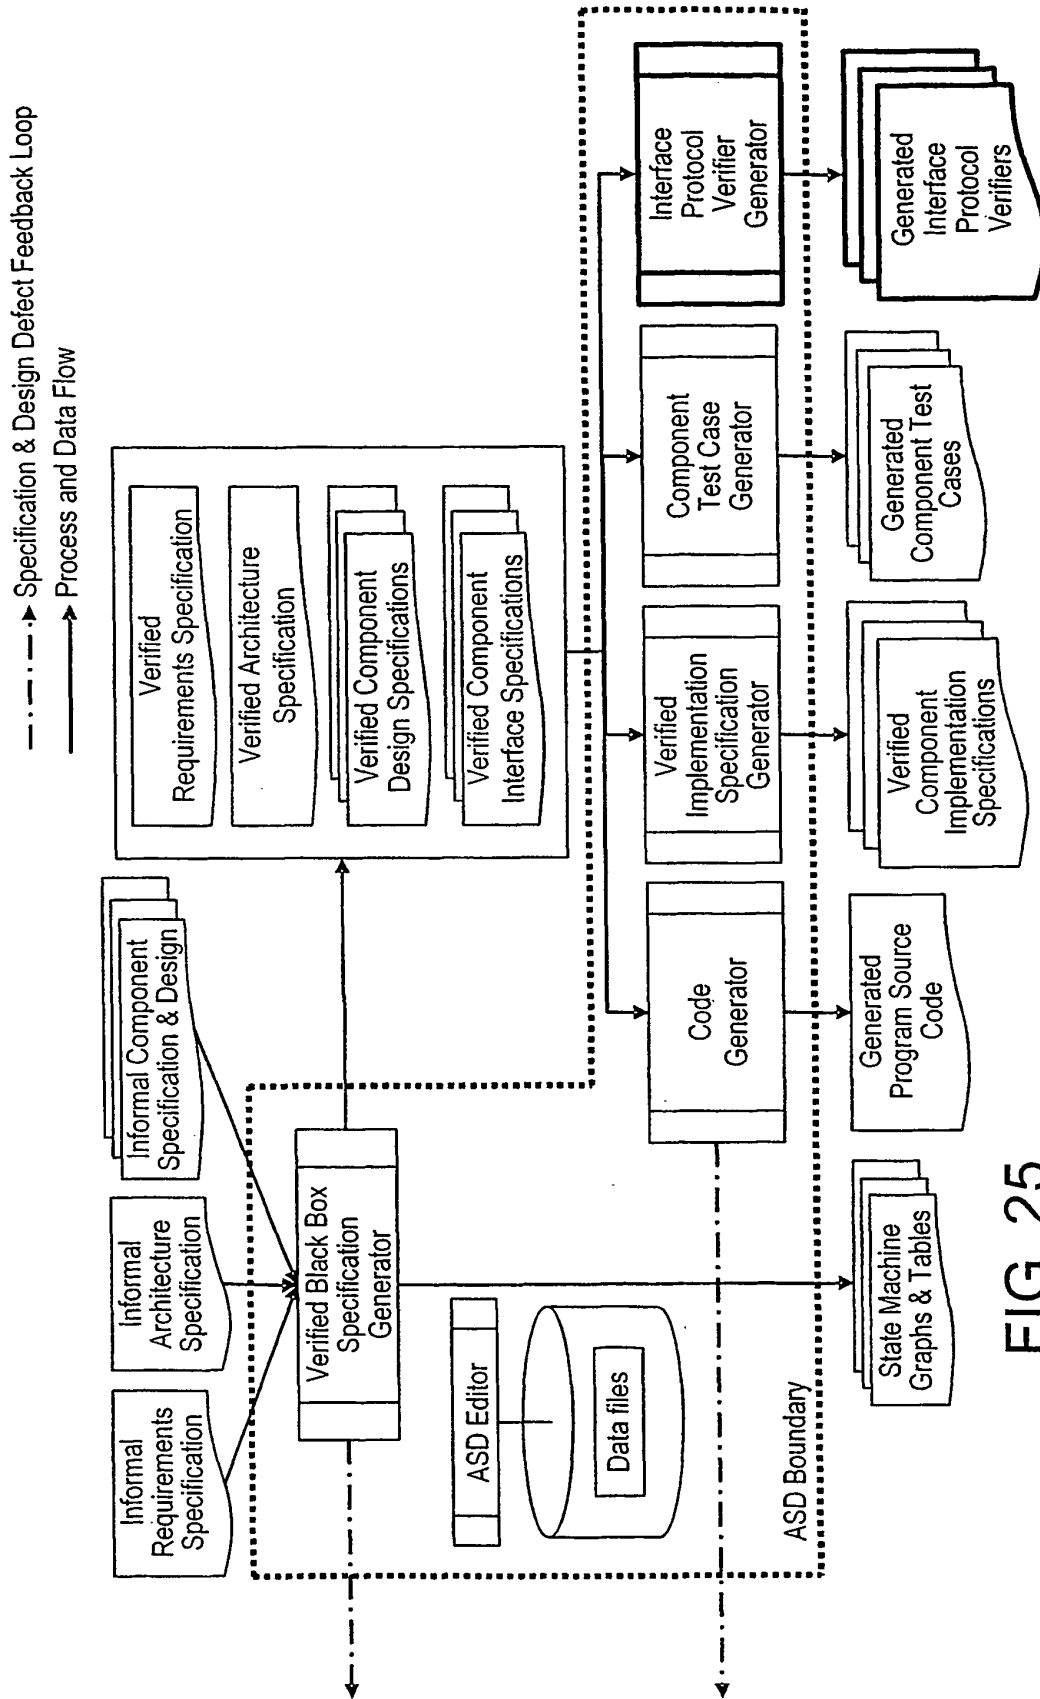 Specification & Design Defect Feedback Loop
Process and Data Flow
Informal
Requirements
Specification
Informal
Architecture
Specification
Informal Component
Specification & Design
Verified
Requirements Specification
Verified Architecture
Specification
Verified Component
Design Specifications
Verified Component
Interface Specifications
Verified Black Box
Specification
Generator
ASD Editor
Data files
ASD Boundary
Code
Generator
Verified
Implementation
Specification
Generator
Component
Test Case
Generator
Interface
Protocol
Verifier
Generator
State Machine
Graphs & Tables
Generated
Program Source
Code
Verified
Component
Implementation
Specifications
Generated
Component Test
Cases
Generated
Interface
Protocol
Verifiers
FIG. 25